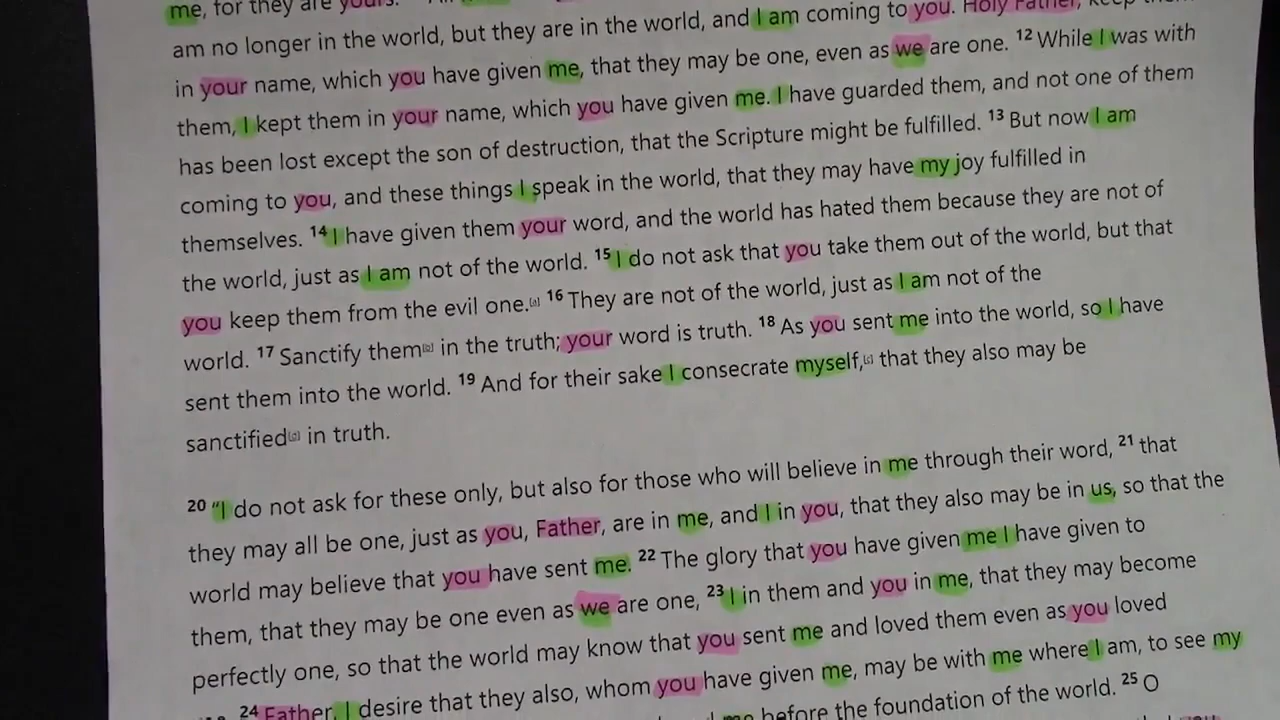 me, for they are yours.
am no longer in the world, but they are in the world, and I am coming to you. Holy Father, keep them
in your name, which you have given me, that they may be one, even as we are one. 12 While I was with
them, I kept them in your name, which you have given me. I have guarded them, and not one of them
has been lost except the son of destruction, that the Scripture might be fulfilled. 13 But now I am
coming to you, and these things I speak in the world, that they may have my joy fulfilled in
themselves. 14 I have given them your word, and the world has hated them because they are not of
the world, just as I am not of the world. 15 I do not ask that you take them out of the world, but that
you keep them from the evil one. 16 They are not of the world, just as I am not of the
world. 17 Sanctify them in the truth; your word is truth. 18 As you sent me into the world, so I have
sent them into the world. 19 And for their sake I consecrate myself, that they also may be
sanctified in truth.
20 “I do not ask for these only, but also for those who will believe in me through their word, 21 that
they may all be one, just as you, Father, are in me, and I in you, that they also may be in us, so that the
world may believe that you have sent me. 22 The glory that you have given me I have given to
them, that they may be one even as we are one, 23 I in them and you in me, that they may become
perfectly one, so that the world may know that you sent me and loved them even as you loved
24 Father, I desire that they also, whom you have given me, may be with me where I am, to see my
before the foundation of the world. 25 O